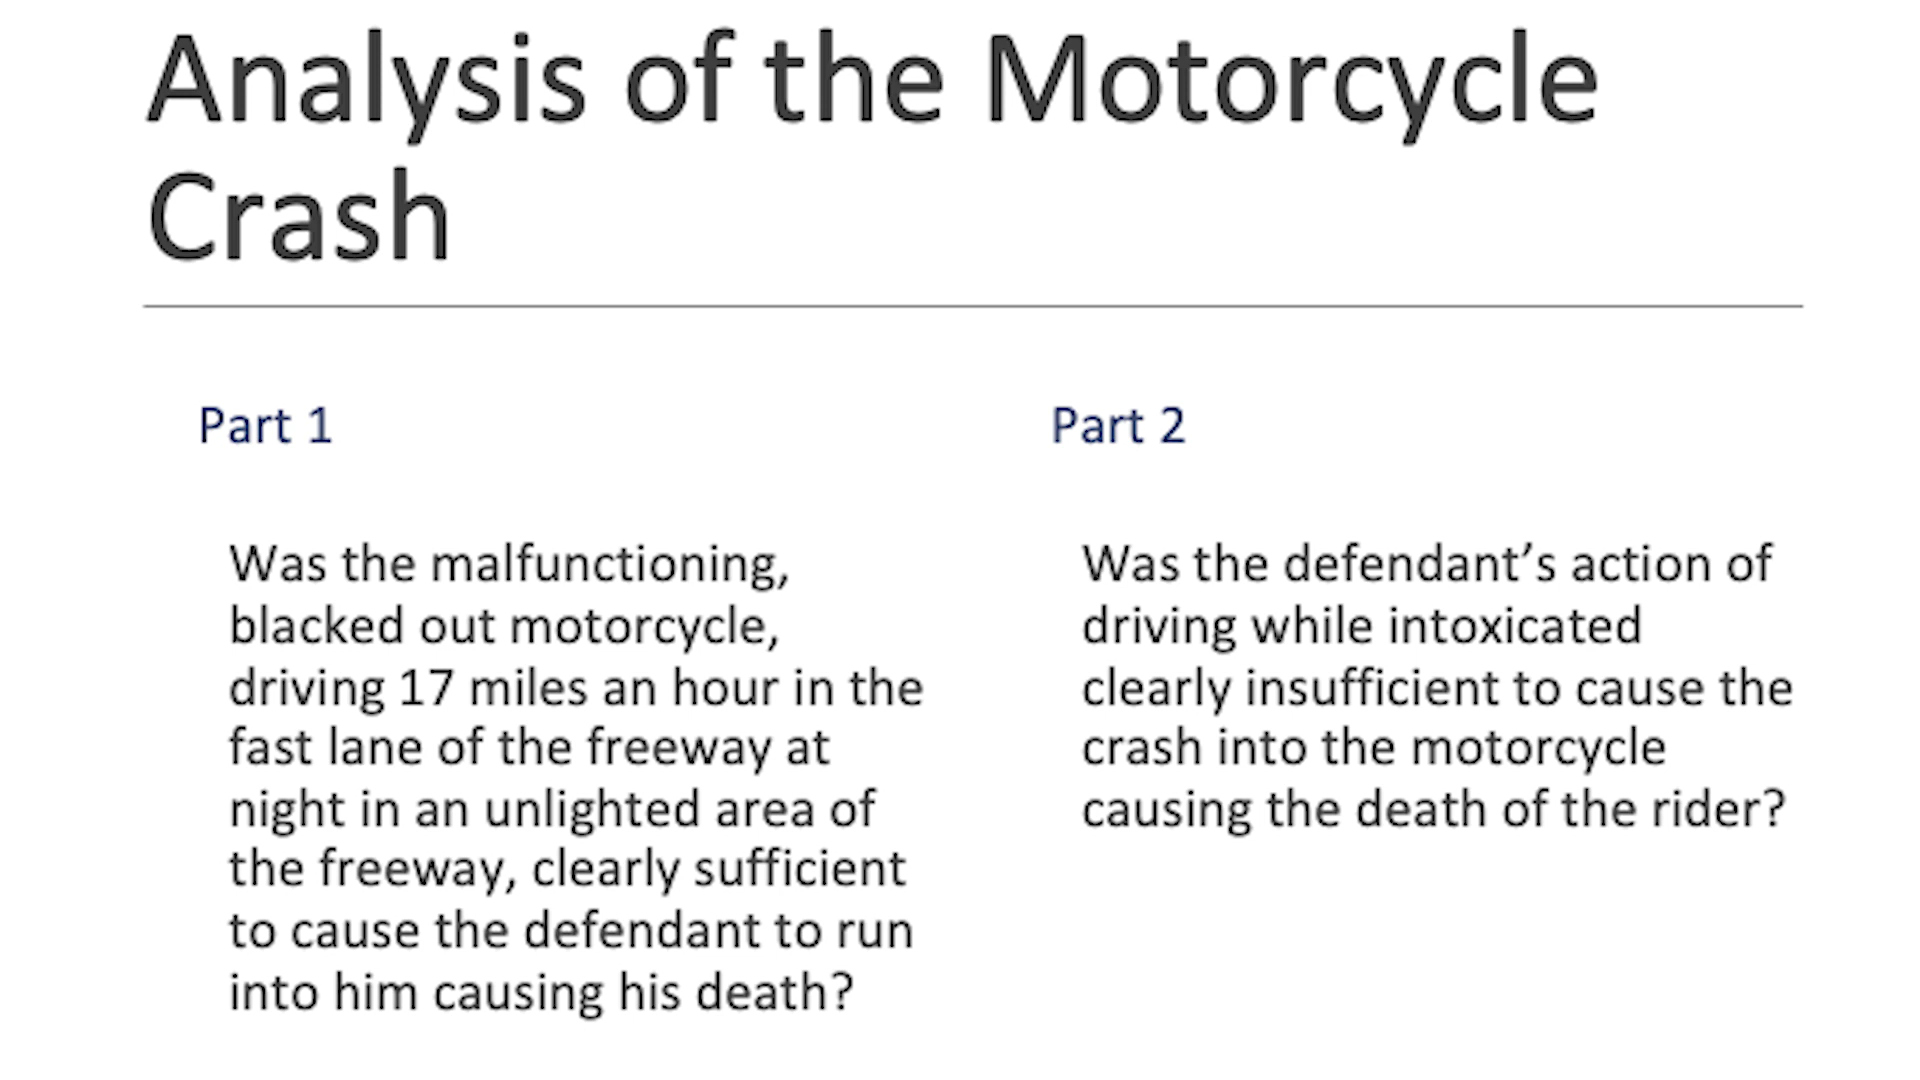 Analysis of the Motorcycle
Crash
Part 1
Was the malfunctioning,
blacked out motorcycle,
driving 17 miles an hour in the
fast lane of the freeway at
night in an unlighted area of
the freeway, clearly sufficient
to cause the defendant to run
into him causing his death?
Part 2
Was the defendant’s action of
driving while intoxicated
clearly insufficient to cause the
crash into the motorcycle
causing the death of the rider?